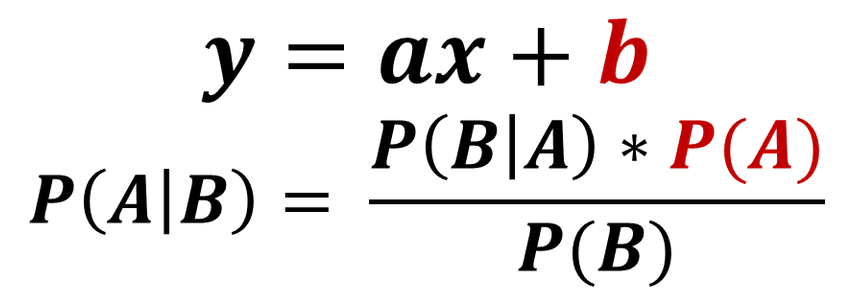 y = ax + b
P(A|B) = P(B|A) * P(A)
P(B)